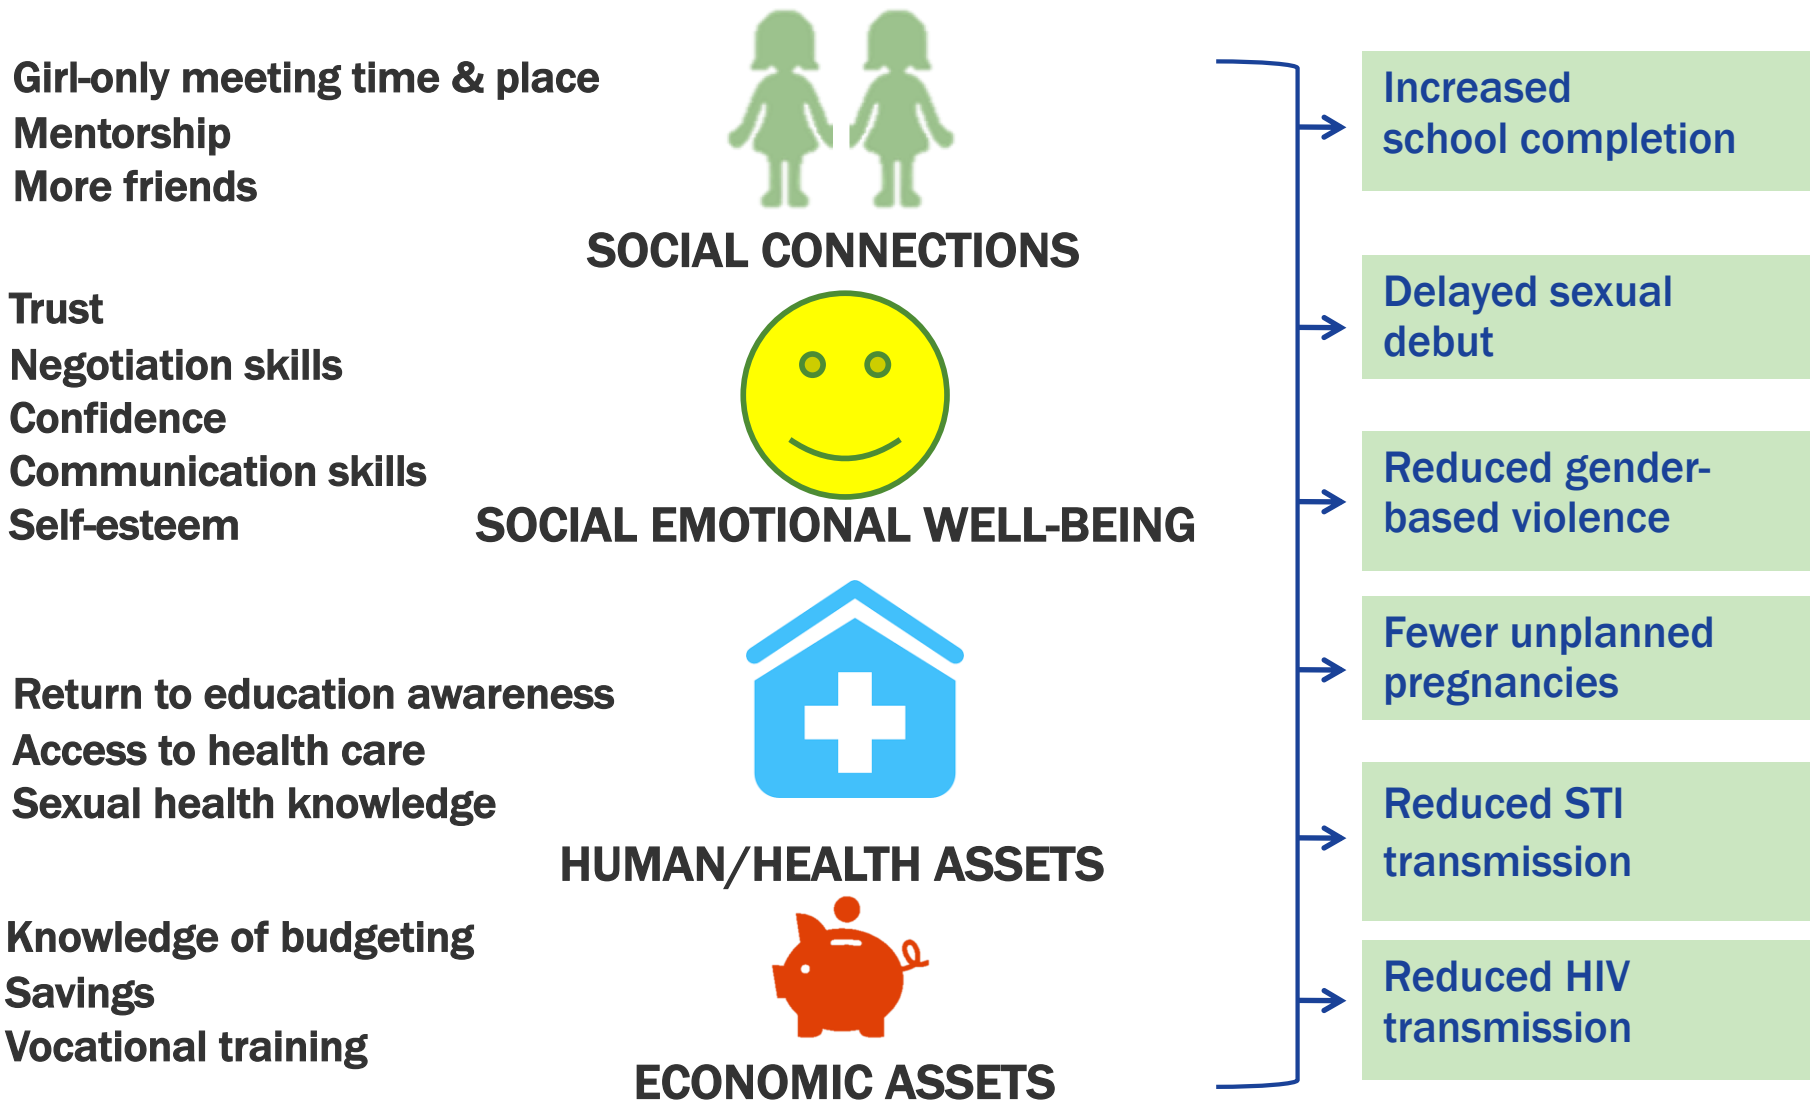 Girl-only meeting time & place
Mentorship
More friends
SOCIAL CONNECTIONS
Trust
Negotiation skills
Confidence
Communication skills
Self-esteem
SOCIAL EMOTIONAL WELL-BEING
Return to education awareness
Access to health care
Sexual health knowledge
HUMAN/HEALTH ASSETS
Knowledge of budgeting
Savings
Vocational training
ECONOMIC ASSETS
Increased
school completion
Delayed sexual
debut
Reduced gender-
based violence
Fewer unplanned
pregnancies
Reduced STI
transmission
Reduced HIV
transmission